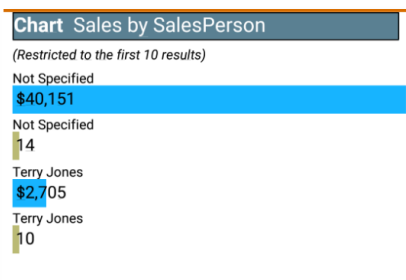 Chart Sales by SalesPerson
(Restricted to the first 10 results)
Not Specified
$40,151
Not Specified
14
Terry Jones
$2,705
Terry Jones
10